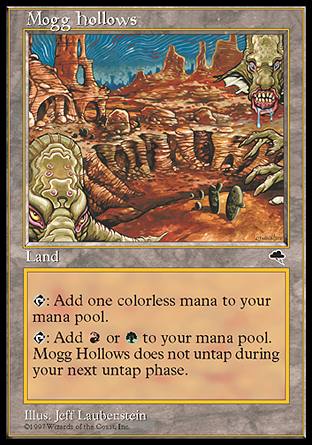 Mogg Hollows
Land
: Add one colorless mana to your
mana pool.
: Add or to your mana pool.
Mogg Hollows does not untap during
your next untap phase.
Illus. Jeff Laubenstein
©1997 Wizards of the Coast, Inc.